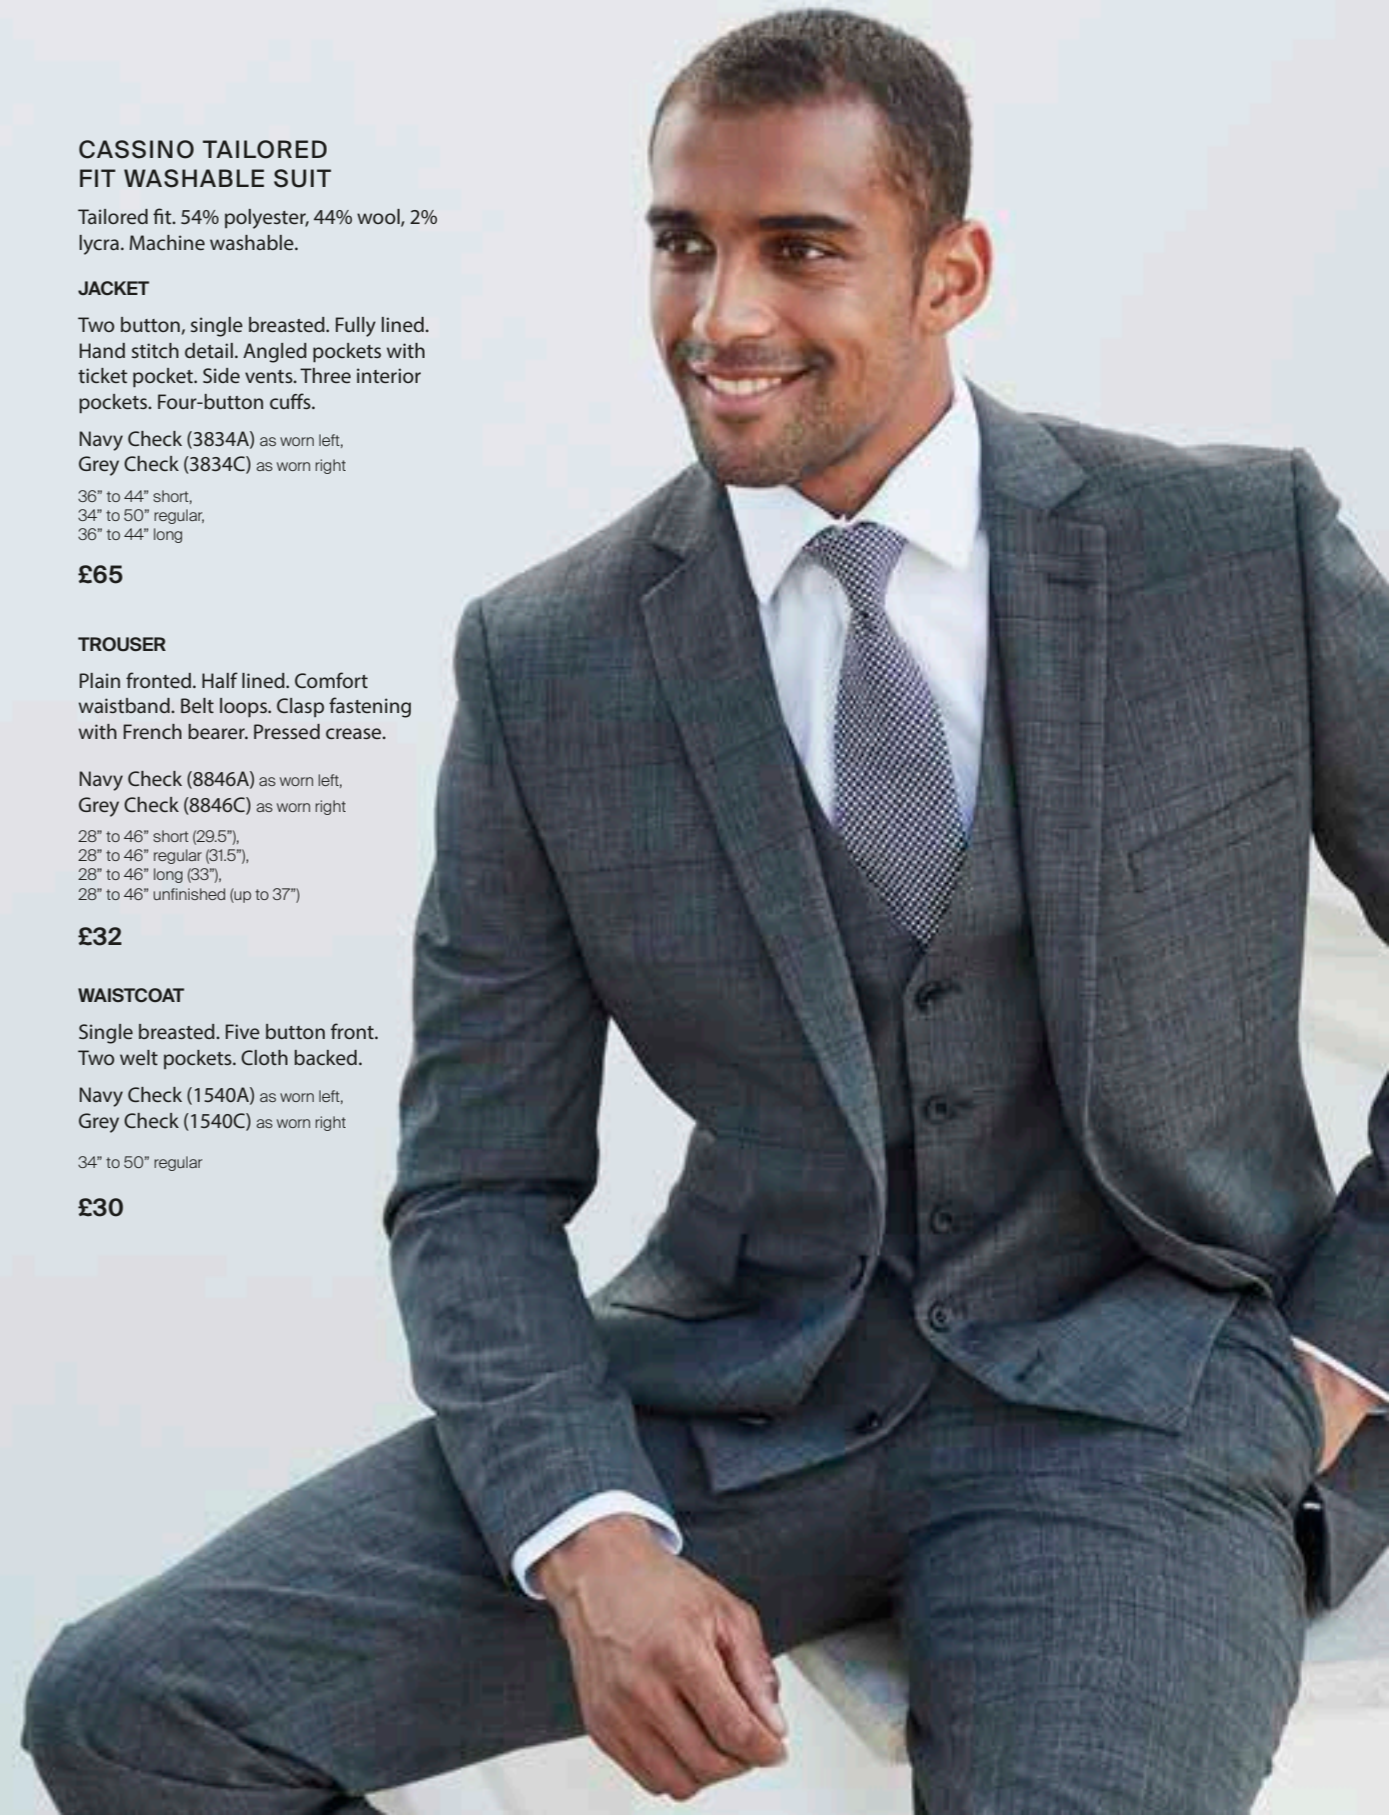 CASSINO TAILORED
FIT WASHABLE SUIT
Tailored fit. 54% polyester, 44% wool, 2%
lycra. Machine washable.
JACKET
Two button, single breasted. Fully lined.
Hand stitch detail. Angled pockets with
ticket pocket. Side vents. Three interior
pockets. Four-button cuffs.
Navy Check (3834A) as worn left,
Grey Check (3834C) as worn right
36” to 44” short,
34” to 50” regular,
36” to 44” long
£65
TROUSER
Plain fronted. Half lined. Comfort
waistband. Belt loops. Clasp fastening
with French bearer. Pressed crease.
Navy Check (8846A) as worn left,
Grey Check (8846C) as worn right
28” to 46” short (29.5”),
28” to 46” regular (31.5”),
28” to 46” long (33”),
28” to 46” unfinished (up to 37”)
£32
WAISTCOAT
Single breasted. Five button front.
Two welt pockets. Cloth backed.
Navy Check (1540A) as worn left,
Grey Check (1540C) as worn right
34” to 50” regular
£30